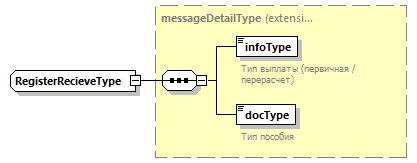 messageDetailType (extensi...
infoType
Тип выплаты (первичная /
перерасчет)
RegisterRecieveType
docType
Тип пособия